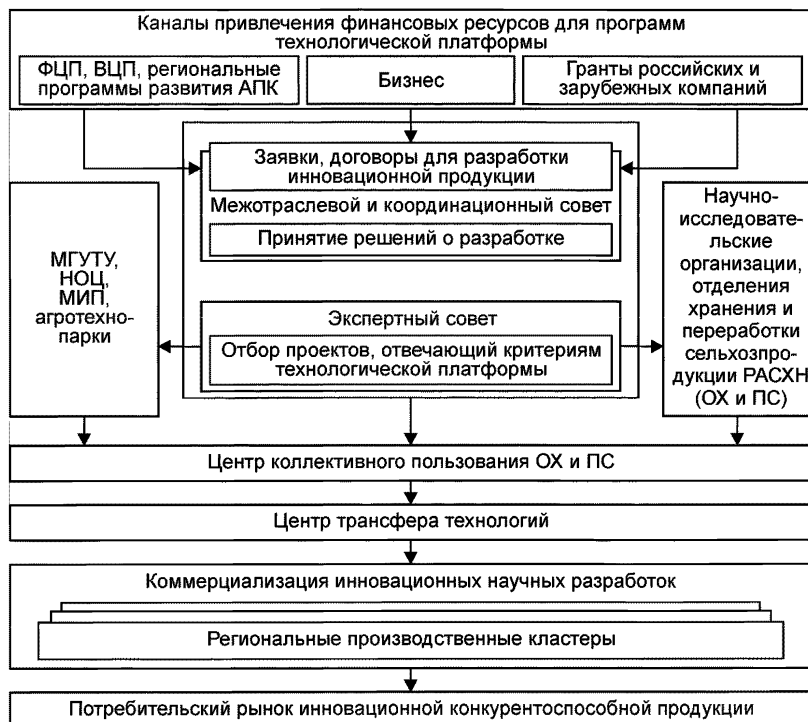 Каналы привлечения финансовых ресурсов для программ
технологической платформы
ФЦП, ВЦП, региональные
программы развития АПК
Бизнес
Гранты российских и
зарубежных компаний
Заявки, договоры для разработки
инновационной продукции
Межотраслевой и координационный совет
Принятие решений о разработке
МГУТУ,
НОЦ,
МИП,
агротехно-
парки
Экспертный совет
Отбор проектов, отвечающий критериям
технологической платформы
Научно-
исследова-
тельские
организации,
отделения
хранения и
переработки
сельхозпро-
дукции РАСХН
(ОХ и ПС)
Центр коллективного пользования ОХ и ПС
Центр трансфера технологий
Коммерциализация инновационных научных разработок
Региональные производственные кластеры
Потребительский рынок инновационной конкурентоспособной продукции